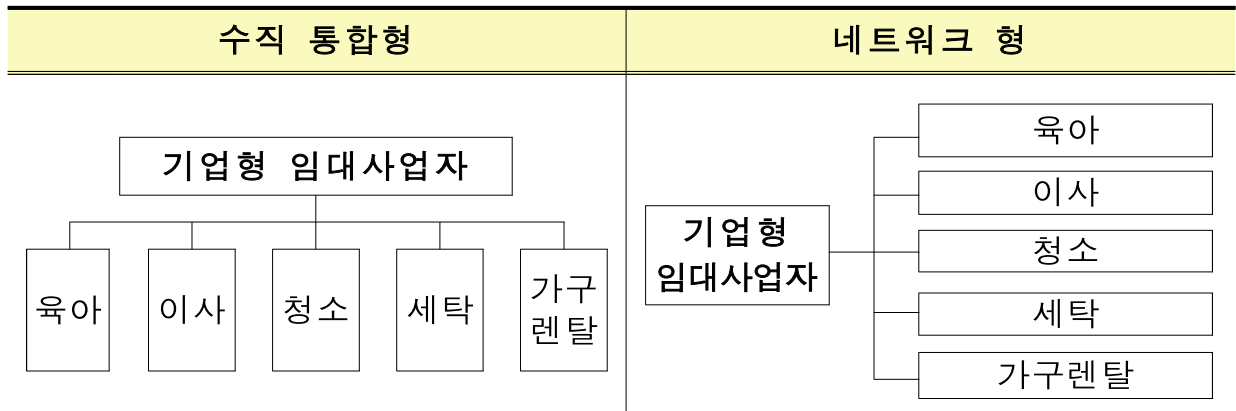 수직 통합형
네트워크 형
기업형 임대사업자
육아
이사
청소
세탁
가구
렌탈
기업형
임대사업자
육아
이사
청소
세탁
가구렌탈